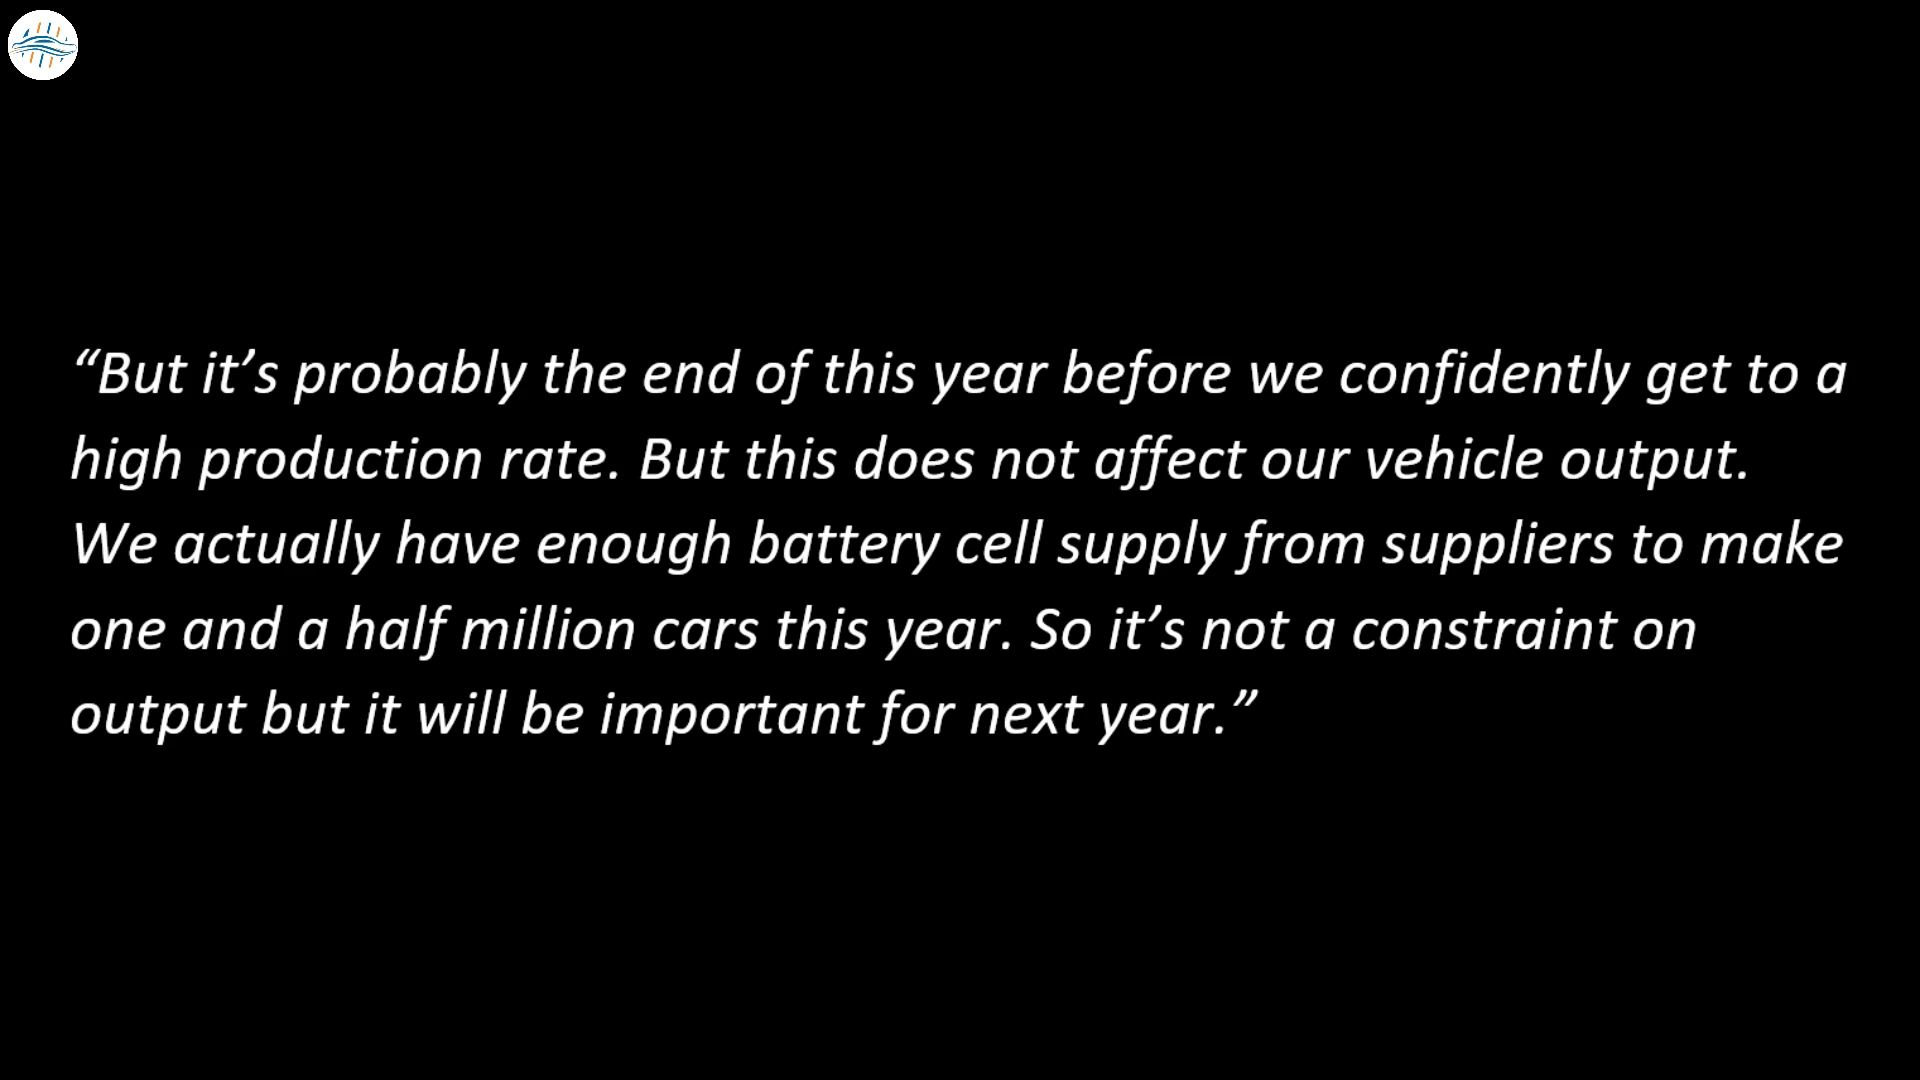 “But it’s probably the end of this year before we confidently get to a
high production rate. But this does not affect our vehicle output.
We actually have enough battery cell supply from suppliers to make
one and a half million cars this year. So it’s not a constraint on
output but it will be important for next year.”